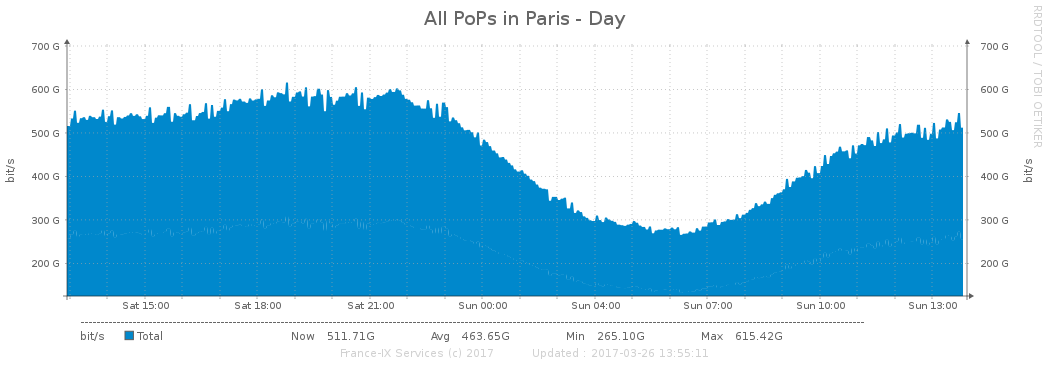 All PoPs in Paris - Day
RRDTOOL / TOBI OETIKER
700 G 700 G
600 G 600 G
500 G 500 G
400 G 400 G
300 G 300 G
200 G 200 G
bit/s bit/s
Sat 15:00 Sat 18:00 Sat 21:00 Sun 00:00 Sun 04:00 Sun 07:00 Sun 10:00 Sun 13:00
bit/s Total Now 511.71G Avg 463.65G Min 265.10G Max 615.42G
France-IX Services (c) 2017 Updated : 2017-03-26 13:55:11